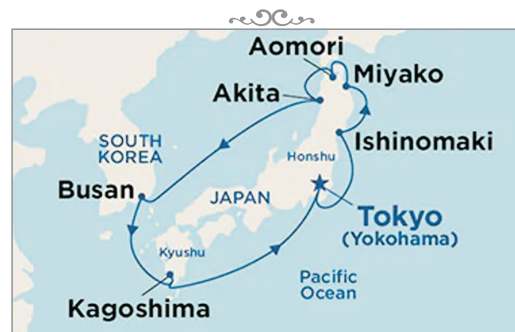 Aomori
Miyako
Akita
Ishinomaki
SOUTH
KOREA
Honshu
Busan
JAPAN
Tokyo
(Yokohama)
Kyushu
Pacific
Ocean
Kagoshima